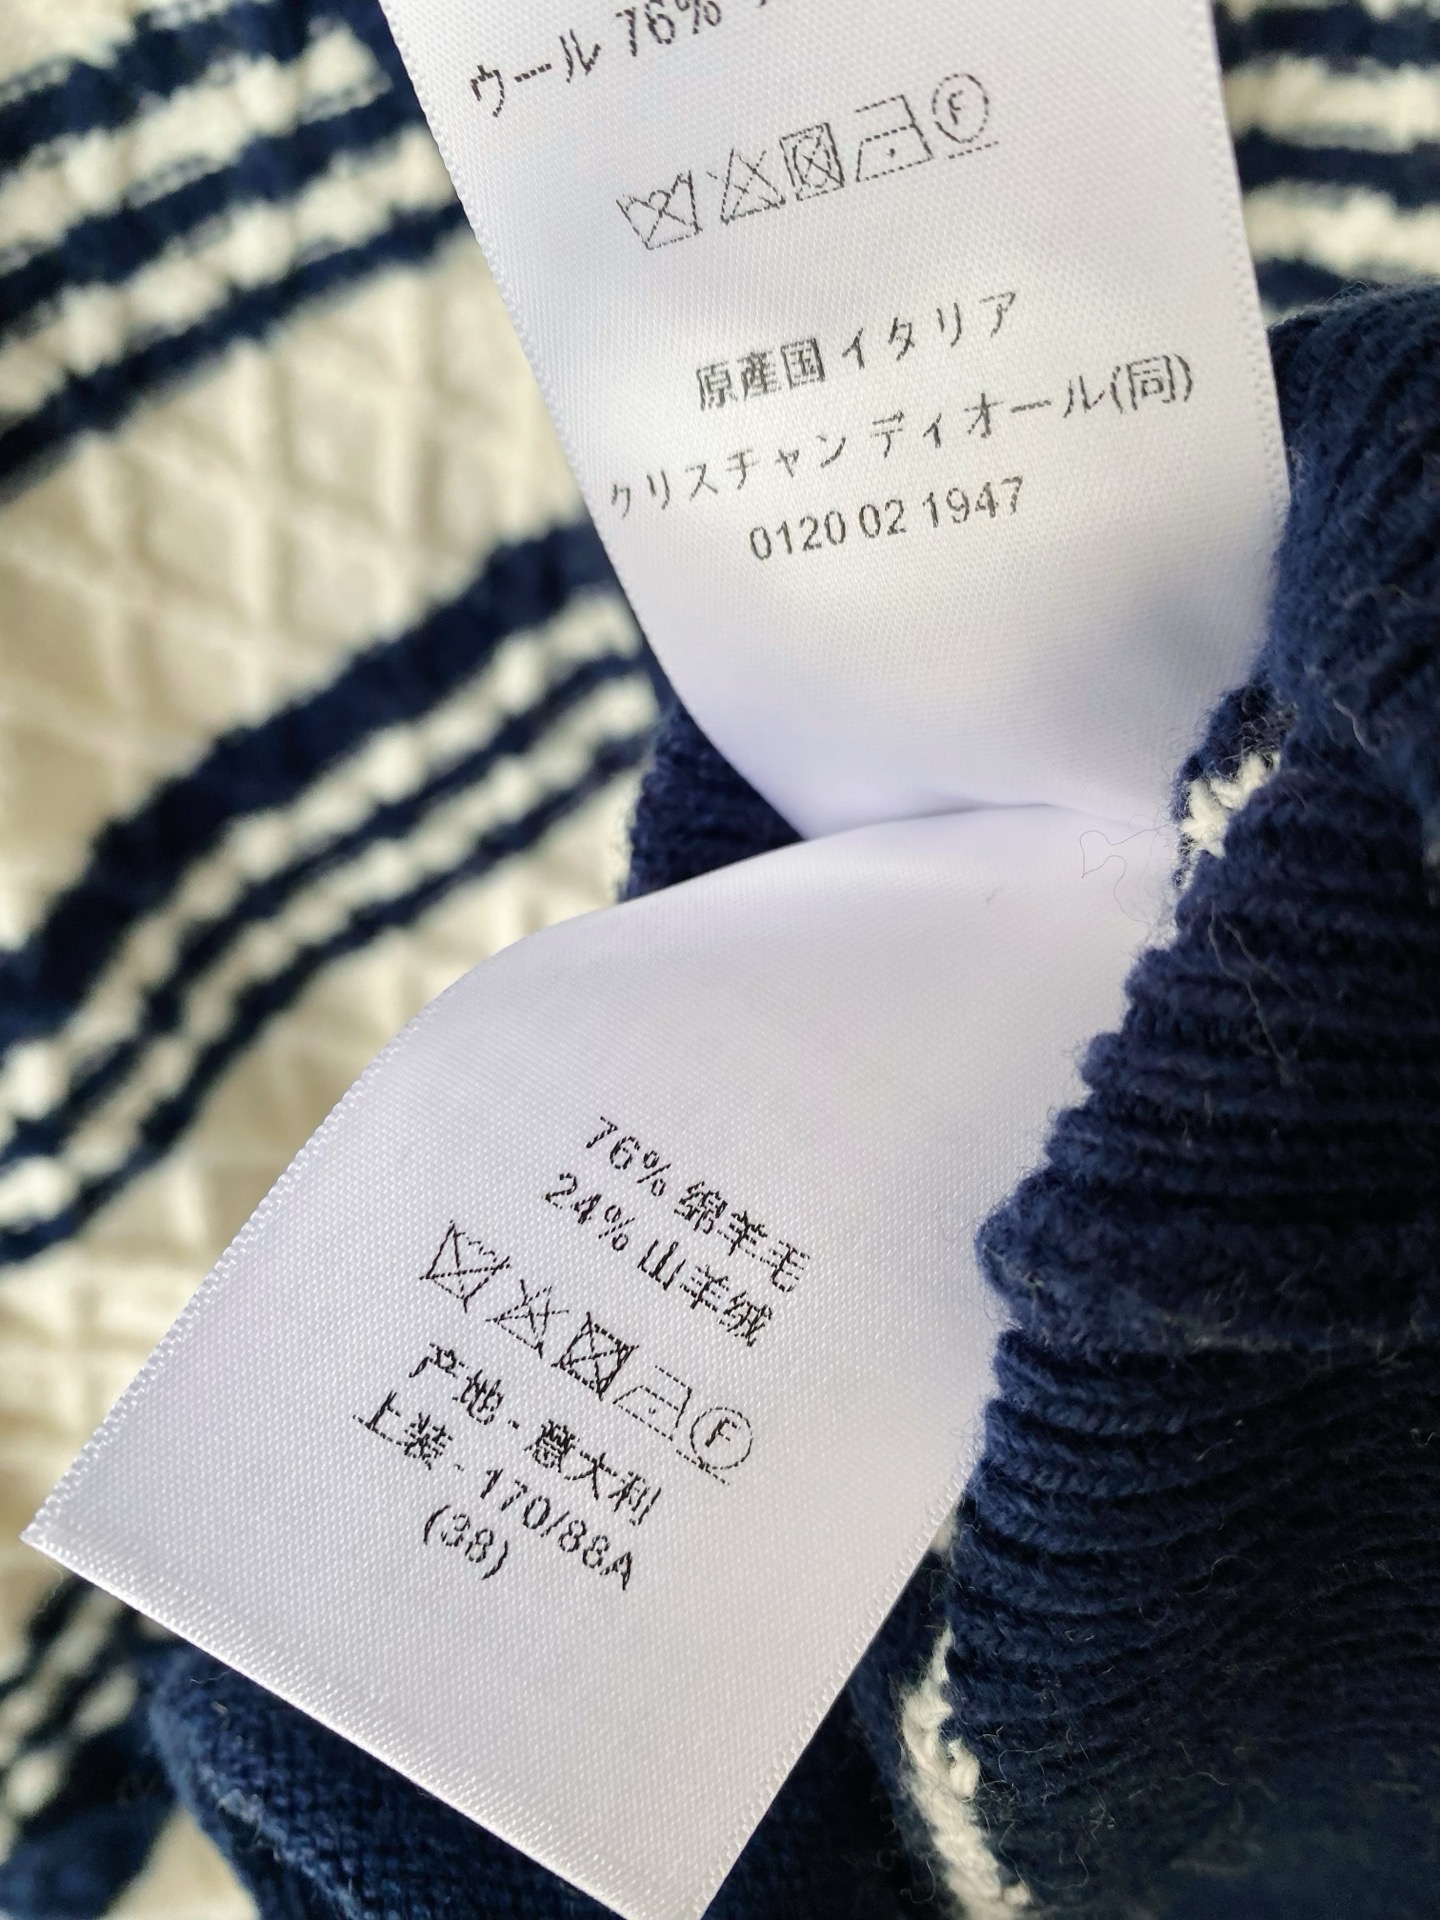 ウール 76%
F
原産国 イタリア
クリスチャン ディオール(同)
0120 02 1947
76% 绵羊毛
24% 山羊绒
F
产地 - 意大利
上装 - 170/88A
(38)